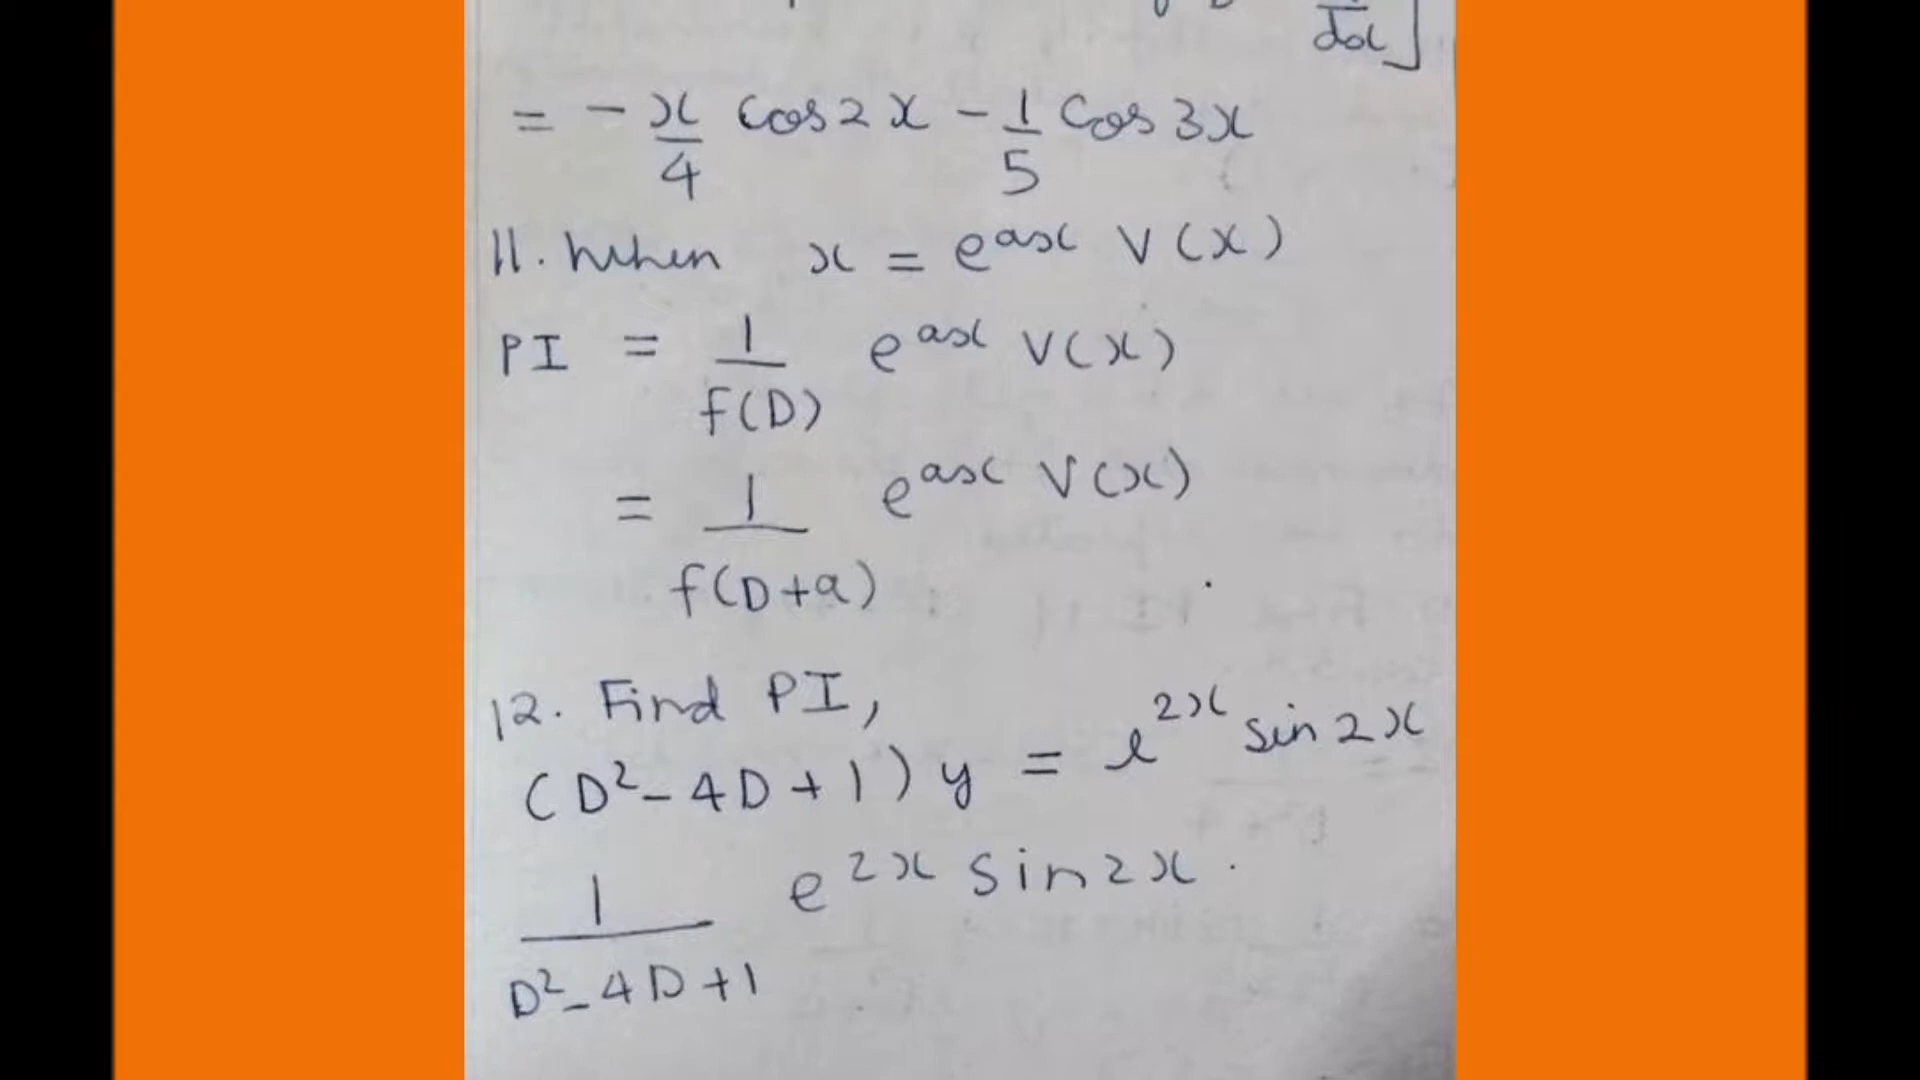 dx]
= - x/4 cos 2x - 1/5 cos 3x
11. When x = e^ax V(x)
PI = 1/f(D) e^ax V(x)
= 1/f(D+a) e^ax V(x)
12. Find PI,
(D² - 4D + 1) y = e^2x sin 2x
1/D² - 4D + 1 e^2x sin 2x.